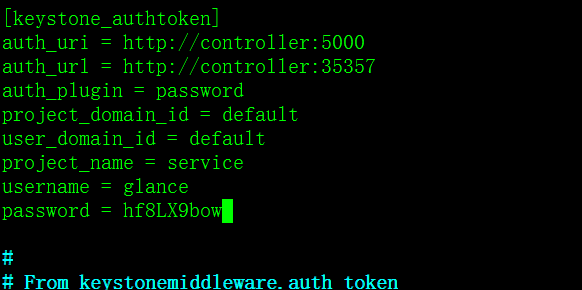 [keystone_authtoken]
auth_uri = http://controller:5000
auth_url = http://controller:35357
auth_plugin = password
project_domain_id = default
user_domain_id = default
project_name = service
username = glance
password = hf8LX9bow
#
# From keystonemiddleware.auth_token